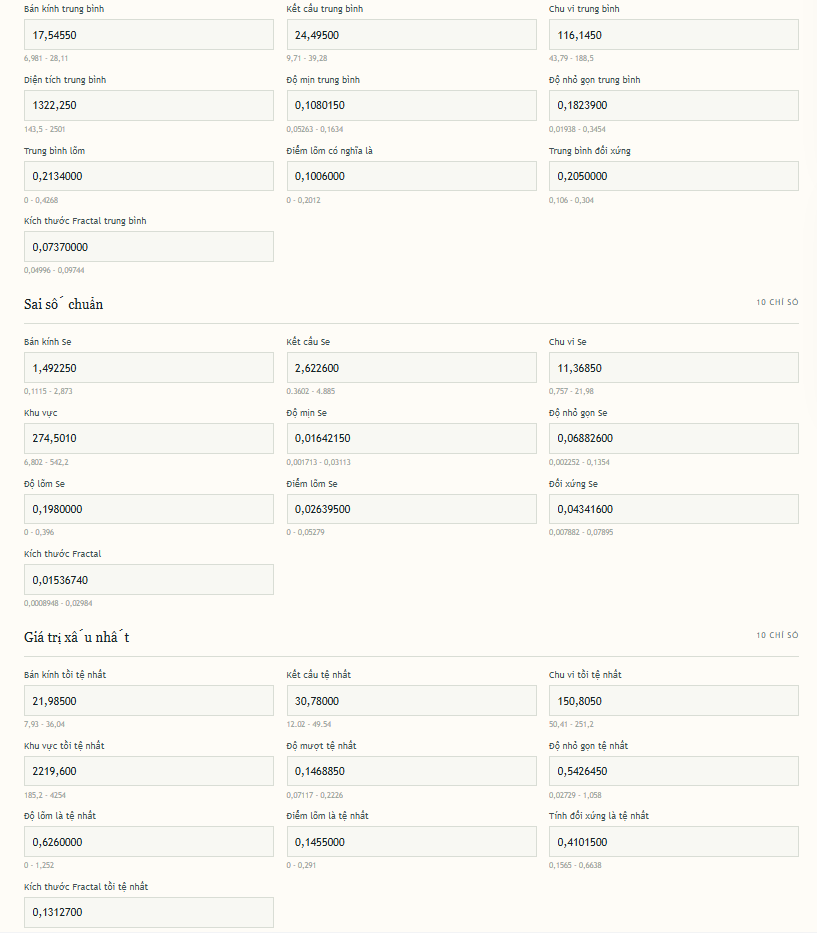 Bán kính trung bình Kết cấu trung bình Chu vi trung bình
17,54550 24,49500 116,1450
6,981 - 28,11 9,71 - 39,28 43,79 - 188,5
Diện tích trung bình Độ mịn trung bình Độ nhỏ gọn trung bình
1322,250 0,1080150 0,1823900
143,5 - 2501 0,05263 - 0,1634 0,01938 - 0,3454
Trung bình lõm Điểm lõm có nghĩa là Trung bình đối xứng
0,2134000 0,1006000 0,2050000
0 - 0,4268 0 - 0,2012 0,106 - 0,304
Kích thước Fractal trung bình
0,07370000
0,04996 - 0,09744
Sai số chuẩn 10 CHỈ SỐ
Bán kính Se Kết cấu Se Chu vi Se
1,492250 2,622600 11,36850
0,1115 - 2,873 0.3602 - 4.885 0,757 - 21,98
Khu vực Độ mịn Se Độ nhỏ gọn Se
274,5010 0,01642150 0,06882600
6,802 - 542,2 0,001713 - 0,03113 0,002252 - 0,1354
Độ lõm Se Điểm lõm Se Đối xứng Se
0,1980000 0,02639500 0,04341600
0 - 0,396 0 - 0,05279 0,007882 - 0,07895
Kích thước Fractal
0,01536740
0,0008948 - 0,02984
Giá trị xấu nhất 10 CHỈ SỐ
Bán kính tồi tệ nhất Kết cấu tệ nhất Chu vi tồi tệ nhất
21,98500 30,78000 150,8050
7,93 - 36,04 12.02 - 49.54 50,41 - 251,2
Khu vực tồi tệ nhất Độ mượt tệ nhất Độ nhỏ gọn tệ nhất
2219,600 0,1468850 0,5426450
185,2 - 4254 0,07117 - 0,2226 0,02729 - 1,058
Độ lõm là tệ nhất Điểm lõm là tệ nhất Tính đối xứng là tệ nhất
0,6260000 0,1455000 0,4101500
0 - 1,252 0 - 0,291 0,1565 - 0,6638
Kích thước Fractal tồi tệ nhất
0,1312700